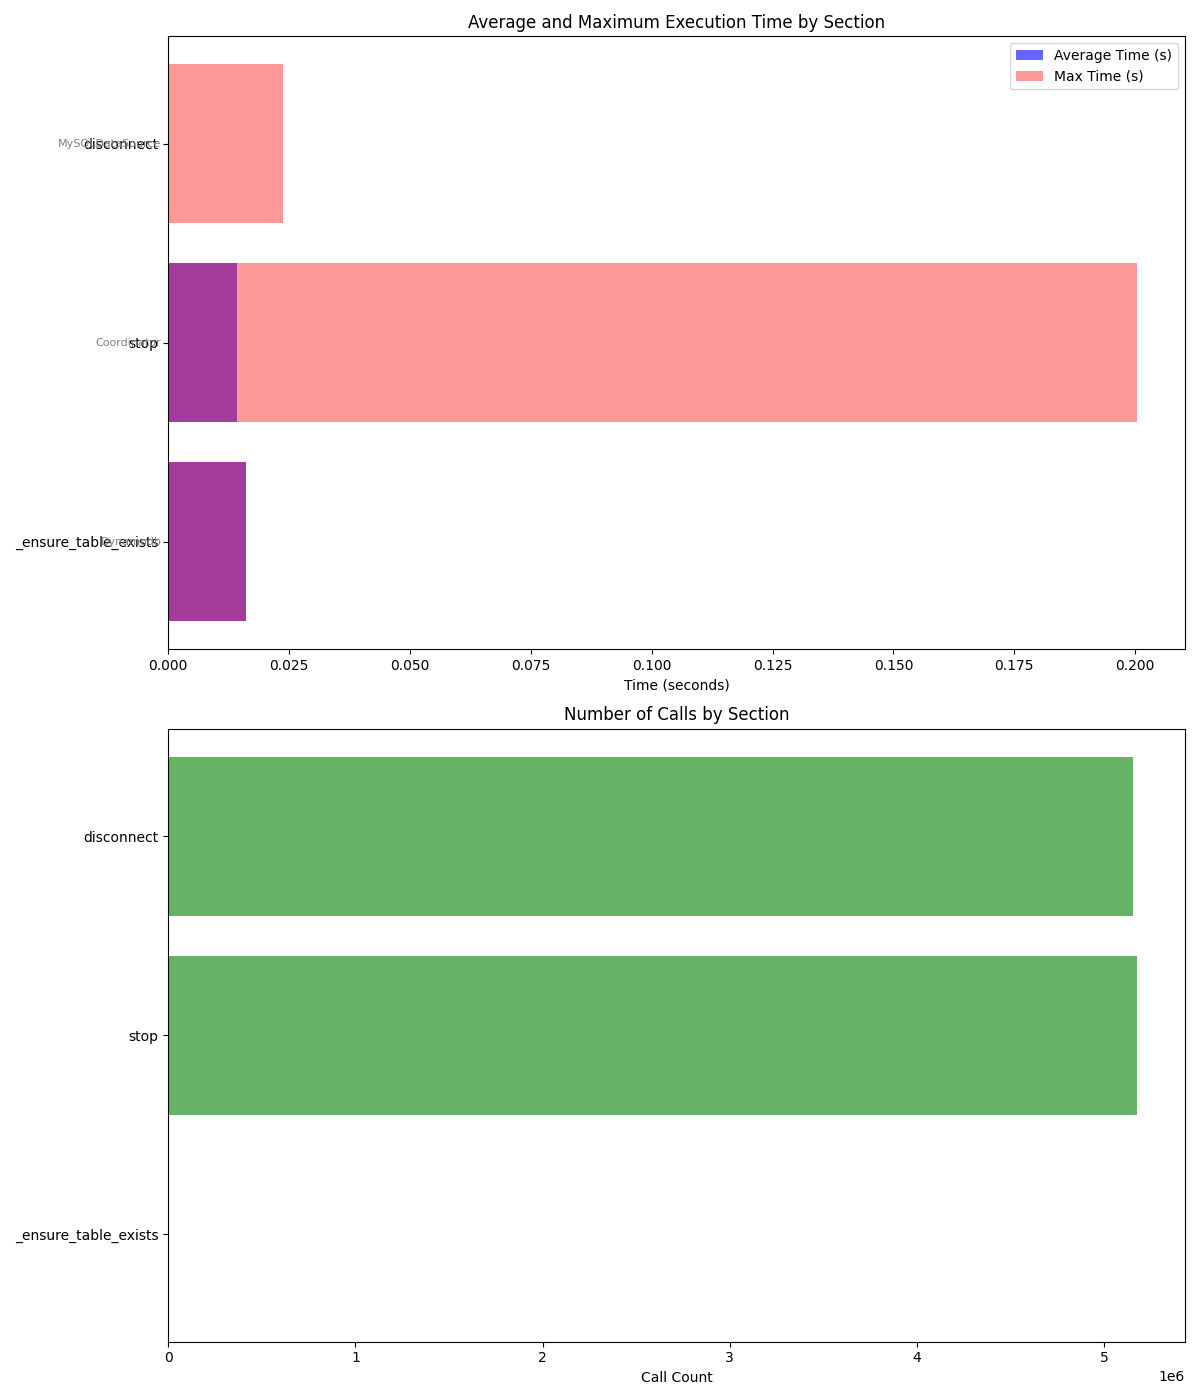 Average and Maximum Execution Time by Section
Average Time (s)
Max Time (s)
disconnect
stop
_ensure_table_exists
0.000 0.025 0.050 0.075 0.100 0.125 0.150 0.175 0.200
Time (seconds)
Number of Calls by Section
disconnect
stop
_ensure_table_exists
0 1 2 3 4 5
1e6
Call Count